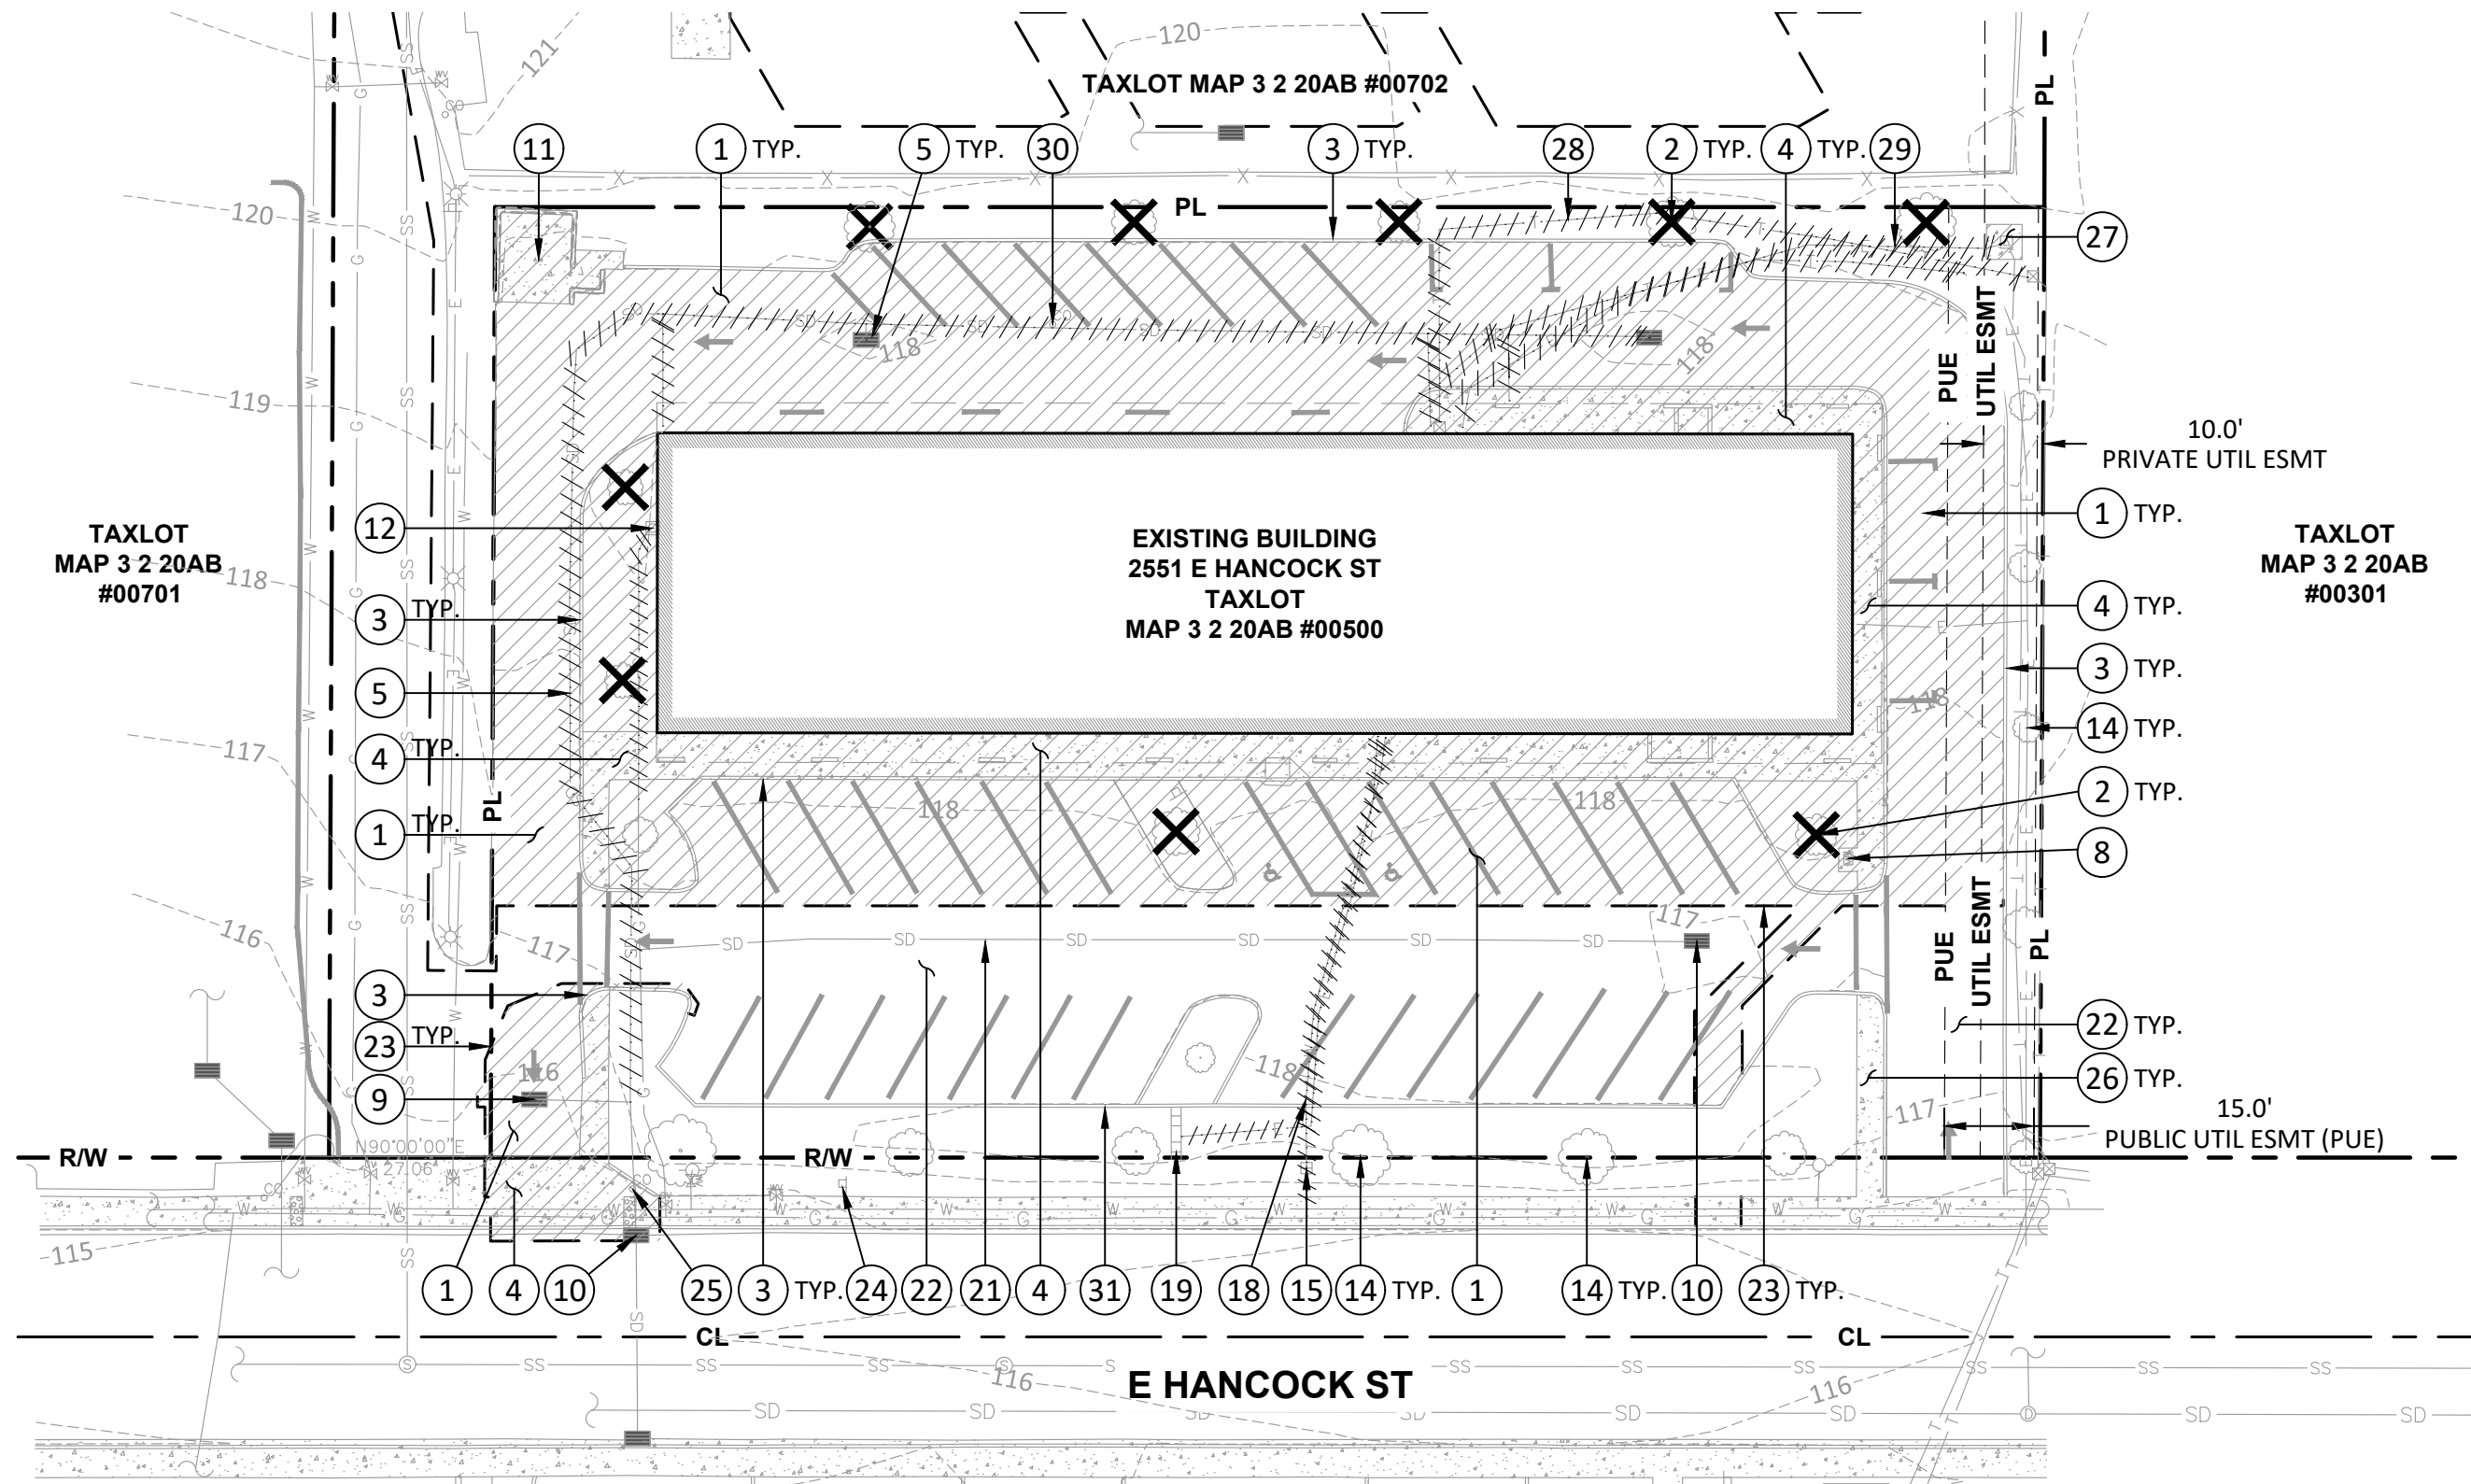 121
120
TAXLOT MAP 3 2 20AB #00702
PL
11
1 TYP.
5 TYP.
30
3 TYP.
28
2 TYP.
4 TYP.
29
120
PL
27
118
118
119
PUE
UTIL ESMT
10.0'
PRIVATE UTIL ESMT
12
1 TYP.
TAXLOT
MAP 3 2 20AB
#00701
118
EXISTING BUILDING
2551 E HANCOCK ST
TAXLOT
MAP 3 2 20AB #00500
TAXLOT
MAP 3 2 20AB
#00301
3 TYP.
4 TYP.
5
3 TYP.
118
14 TYP.
117
4 TYP.
PL
2 TYP.
118
118
1 TYP.
8
116
117
117
SD SD SD SD SD SD
PUE
UTIL ESMT
PL
3
22 TYP.
23 TYP.
116
118
26 TYP.
9
117
15.0'
PUBLIC UTIL ESMT (PUE)
R/W
N90°00'00"E
27.06'
R/W
115
1
4
10
25
3 TYP.
24
22
21
4
31
19
18
15
14 TYP.
1
14 TYP.
10
23 TYP.
CL
CL
SS SS SS S SS SS SS SS SS SS
116
E HANCOCK ST
116
SD SD SD SD SD SD SD SD